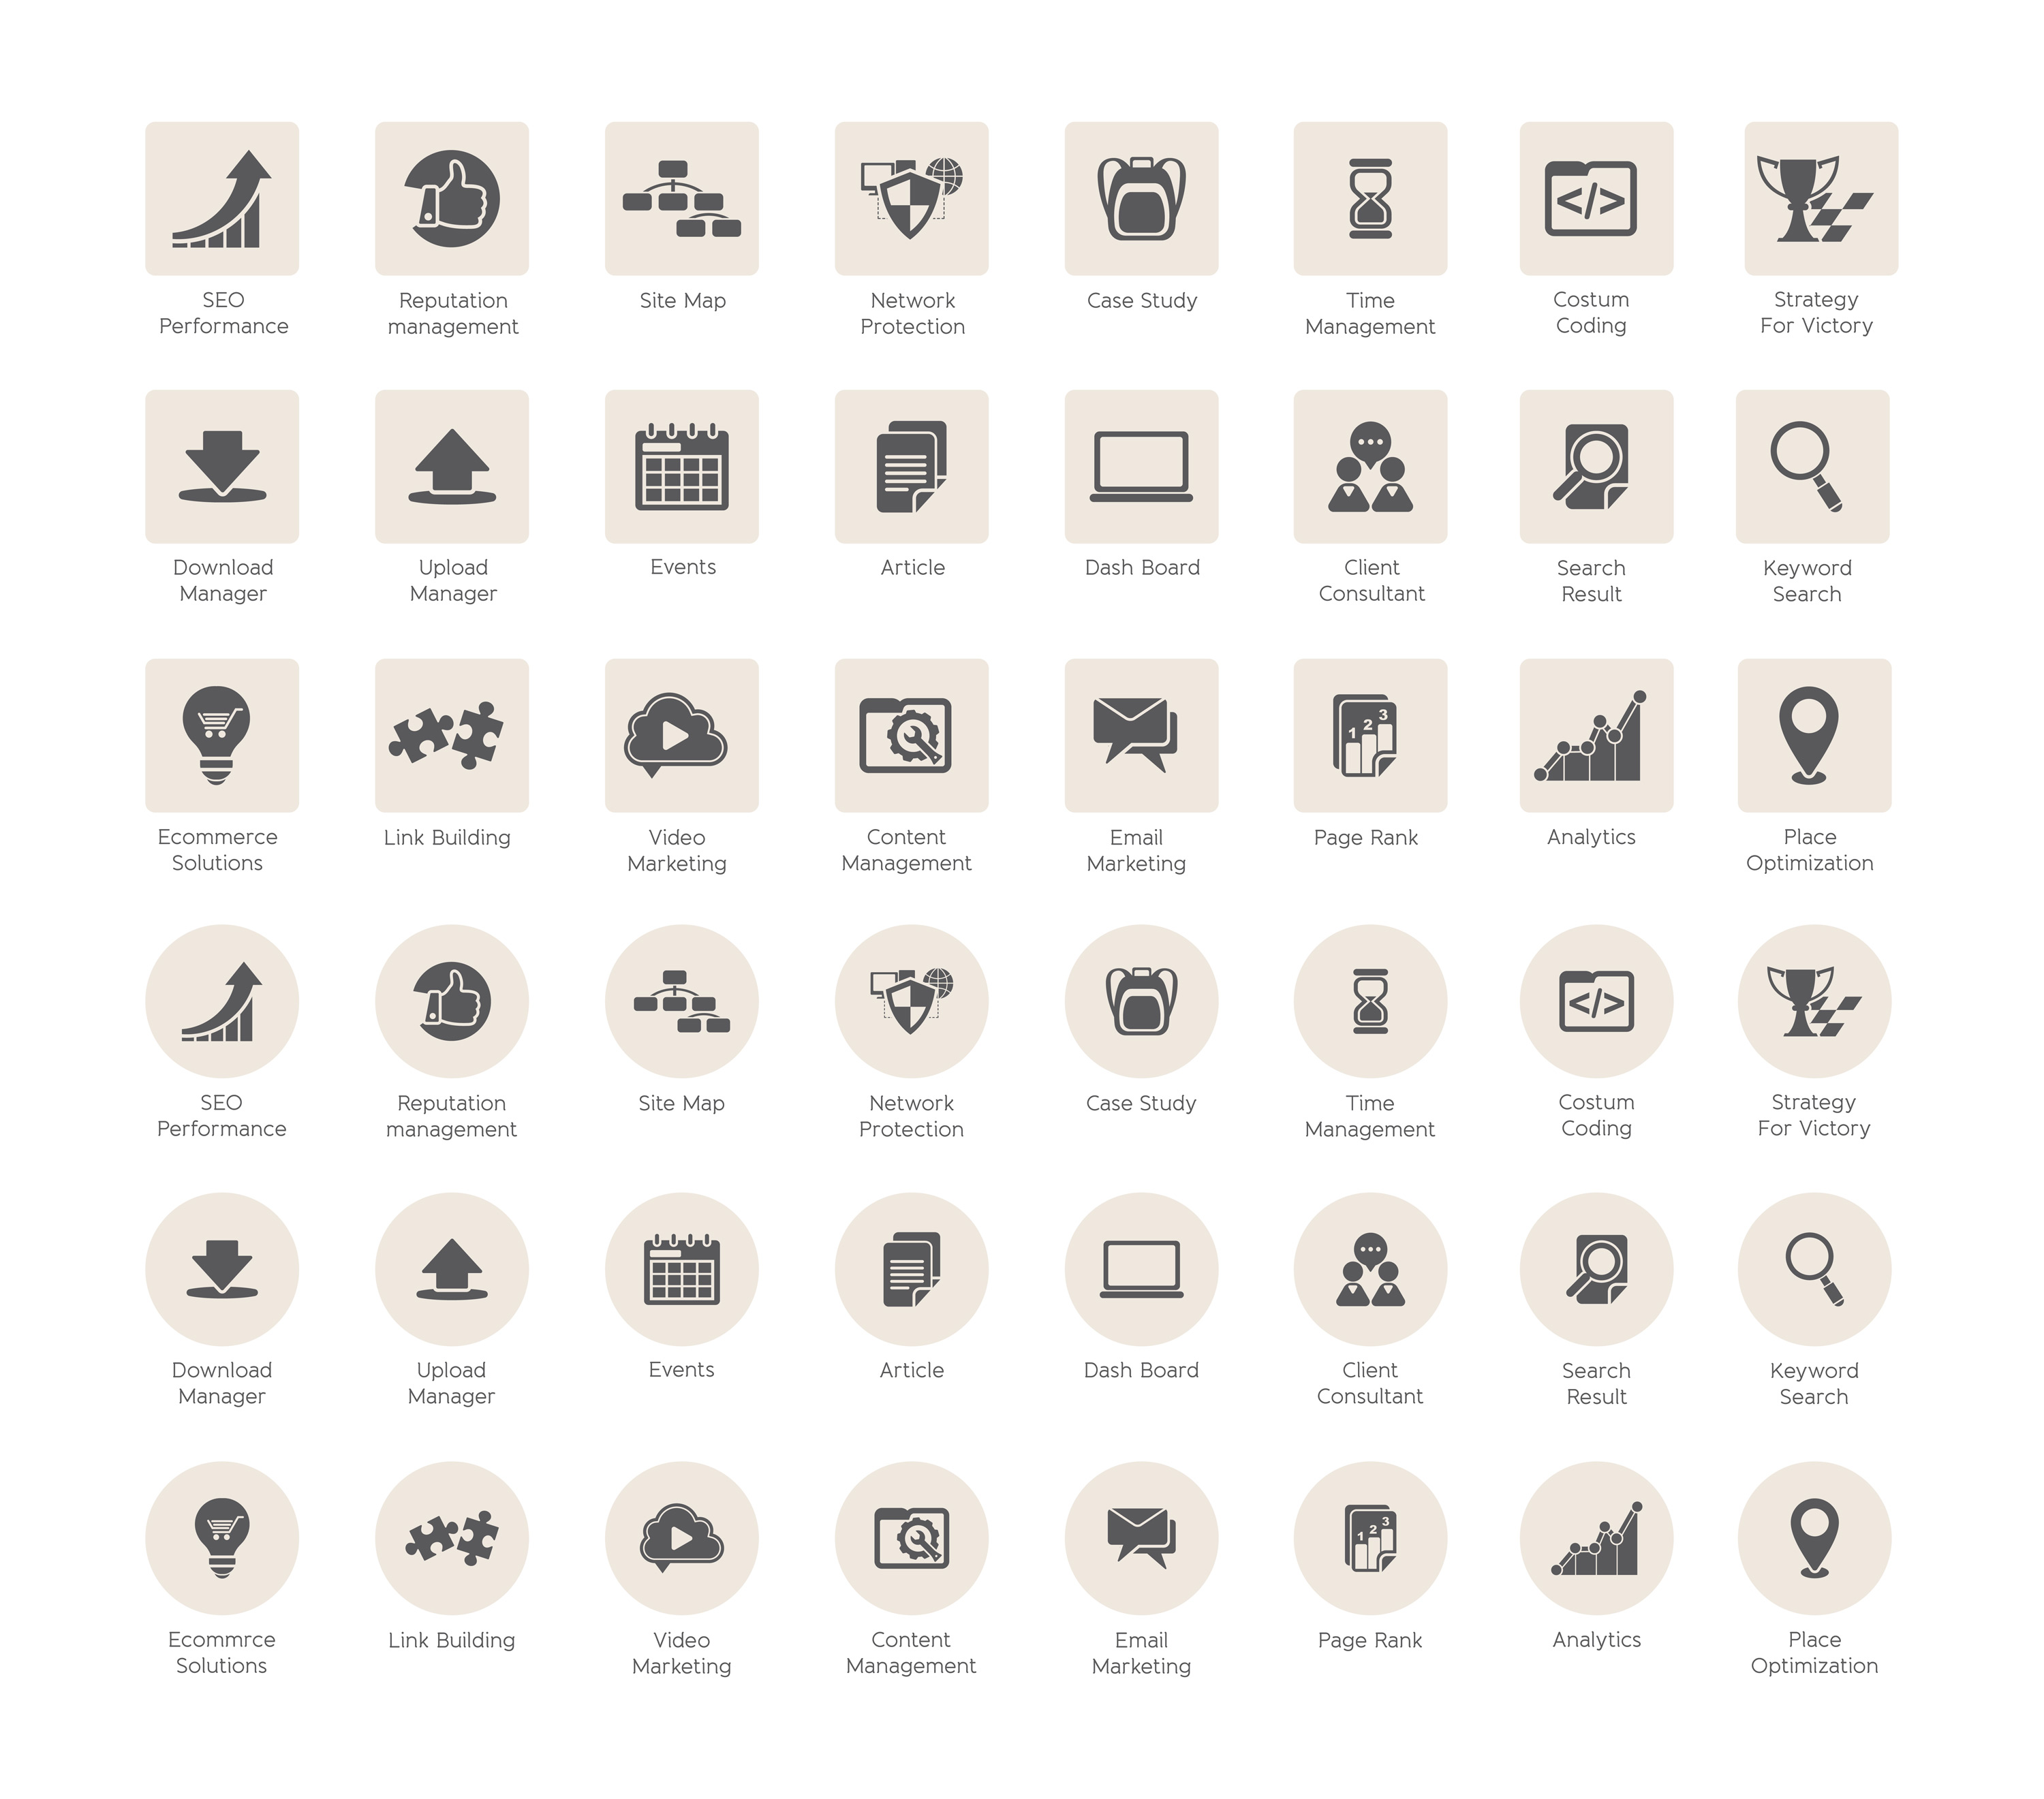 SEO
Performance
Reputation
management
Site Map
Network
Protection
Case Study
Time
Management
</>
Costum
Coding
Strategy
For Victory
Download
Manager
Upload
Manager
Events
Article
Dash Board
Client
Consultant
Search
Result
Keyword
Search
Ecommerce
Solutions
Link Building
Video
Marketing
Content
Management
Email
Marketing
1 2 3
Page Rank
Analytics
Place
Optimization
SEO
Performance
Reputation
management
Site Map
Network
Protection
Case Study
Time
Management
</>
Costum
Coding
Strategy
For Victory
Download
Manager
Upload
Manager
Events
Article
Dash Board
Client
Consultant
Search
Result
Keyword
Search
Ecommrce
Solutions
Link Building
Video
Marketing
Content
Management
Email
Marketing
1 2 3
Page Rank
Analytics
Place
Optimization